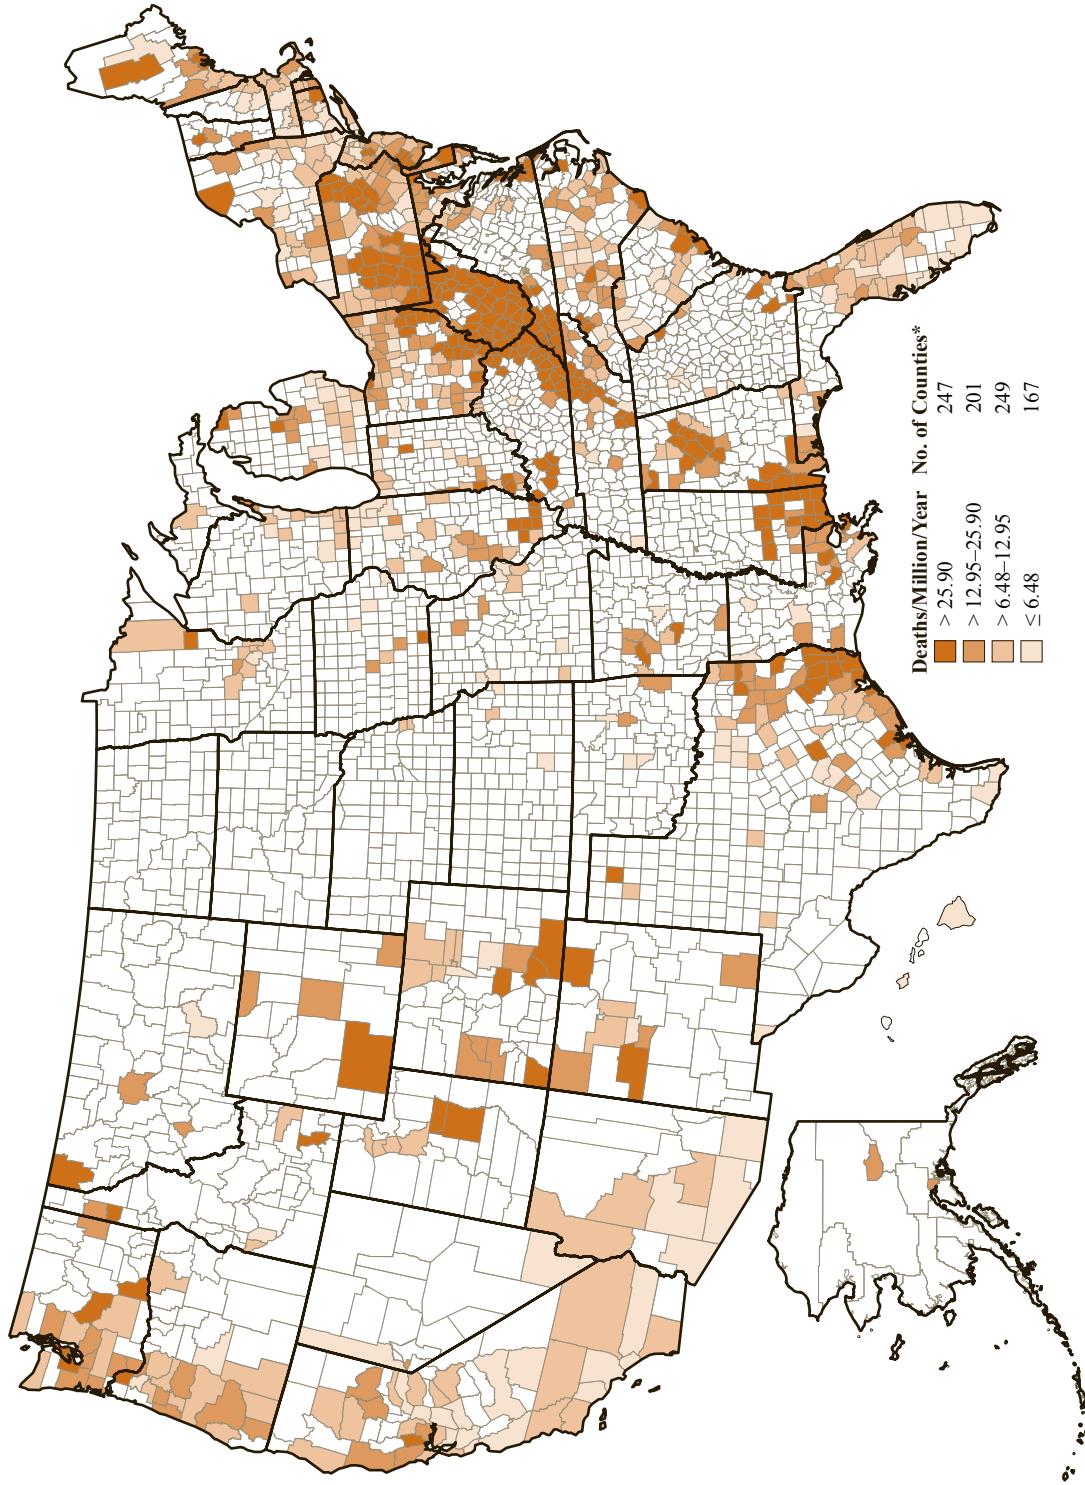 Deaths/Million/Year No. of Counties*
> 25.90 247
> 12.95–25.90 201
> 6.48–12.95 249
≤ 6.48 167